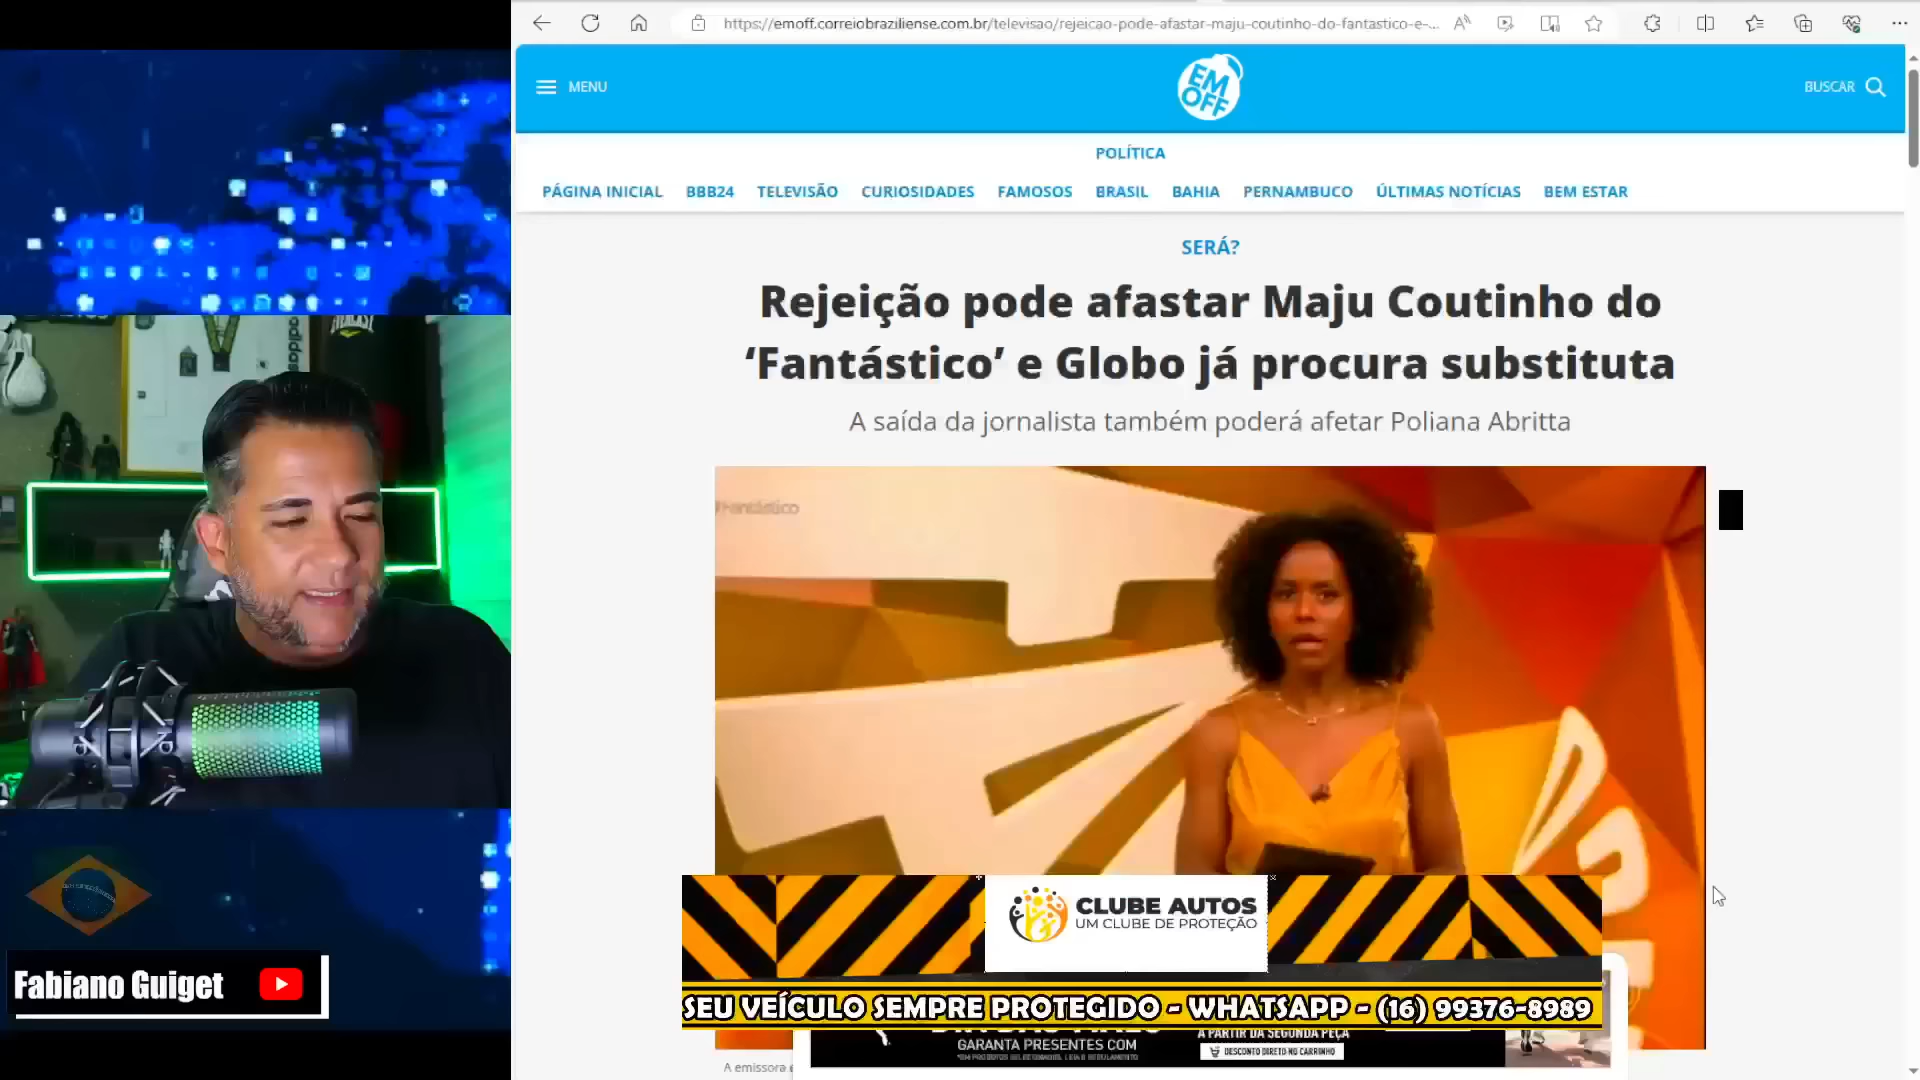 https://emoff.correiobraziliense.com.br/televisao/rejeicao-pode-afastar-maju-coutinho-do-fantastico-e-...
MENU
EM OFF
BUSCAR
POLÍTICA
PÁGINA INICIAL BBB24 TELEVISÃO CURIOSIDADES FAMOSOS BRASIL BAHIA PERNAMBUCO ÚLTIMAS NOTÍCIAS BEM ESTAR
SERÁ?
Rejeição pode afastar Maju Coutinho do
‘Fantástico’ e Globo já procura substituta
A saída da jornalista também poderá afetar Poliana Abritta
#Fantástico
EVERLAST
adidas
CLUBE AUTOS
UM CLUBE DE PROTEÇÃO
Fabiano Guiget
SEU VEÍCULO SEMPRE PROTEGIDO - WHATSAPP - (16) 99376-8989
A PARTIR DA SEGUNDA PEÇA
GARANTA PRESENTES COM
DESCONTO DIRETO NO CARRINHO
A emissora